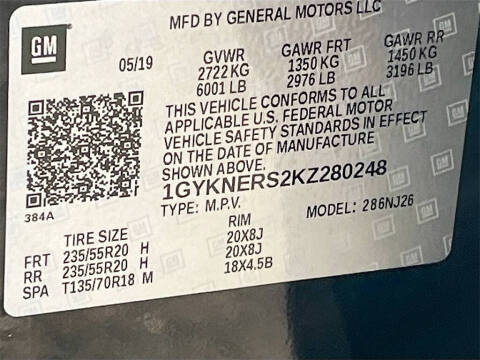 MFD BY GENERAL MOTORS LLC
GM
05/19 GVWR GAWR FRT GAWR RR
2722 KG 1350 KG 1450 KG
6001 LB 2976 LB 3196 LB
THIS VEHICLE CONFORMS TO ALL
APPLICABLE U.S. FEDERAL MOTOR
VEHICLE SAFETY STANDARDS IN EFFECT
ON THE DATE OF MANUFACTURE
SHOWN ABOVE.
1GYKNERS2KZ280248
384A
TYPE: M.P.V. MODEL: 286NJ26
TIRE SIZE RIM
FRT 235/55R20 H 20X8J
RR 235/55R20 H 20X8J
SPA T135/70R18 M 18X4.5B